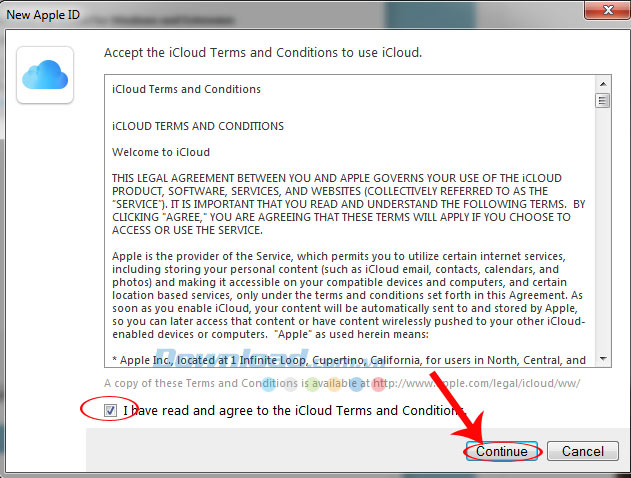 New Apple ID
Accept the iCloud Terms and Conditions to use iCloud.
iCloud Terms and Conditions
iCLOUD TERMS AND CONDITIONS
Welcome to iCloud
THIS LEGAL AGREEMENT BETWEEN YOU AND APPLE GOVERNS YOUR USE OF THE iCLOUD
PRODUCT, SOFTWARE, SERVICES, AND WEBSITES (COLLECTIVELY REFERRED TO AS THE
"SERVICE"). IT IS IMPORTANT THAT YOU READ AND UNDERSTAND THE FOLLOWING TERMS. BY
CLICKING "AGREE," YOU ARE AGREEING THAT THESE TERMS WILL APPLY IF YOU CHOOSE TO
ACCESS OR USE THE SERVICE.
Apple is the provider of the Service, which permits you to utilize certain internet services,
including storing your personal content (such as iCloud email, contacts, calendars, and
photos) and making it accessible on your compatible devices and computers, and certain
location based services, only under the terms and conditions set forth in this Agreement. As
soon as you enable iCloud, your content will be automatically sent to and stored by Apple,
so you can later access that content or have content wirelessly pushed to your other iCloud-
enabled devices or computers. "Apple" as used herein means:
* Apple Inc., located at 1 Infinite Loop, Cupertino, California, for users in North, Central, and
Download.com.vn
A copy of these Terms and Conditions is available at http://www.apple.com/legal/icloud/ww/
I have read and agree to the iCloud Terms and Conditions.
Continue
Cancel